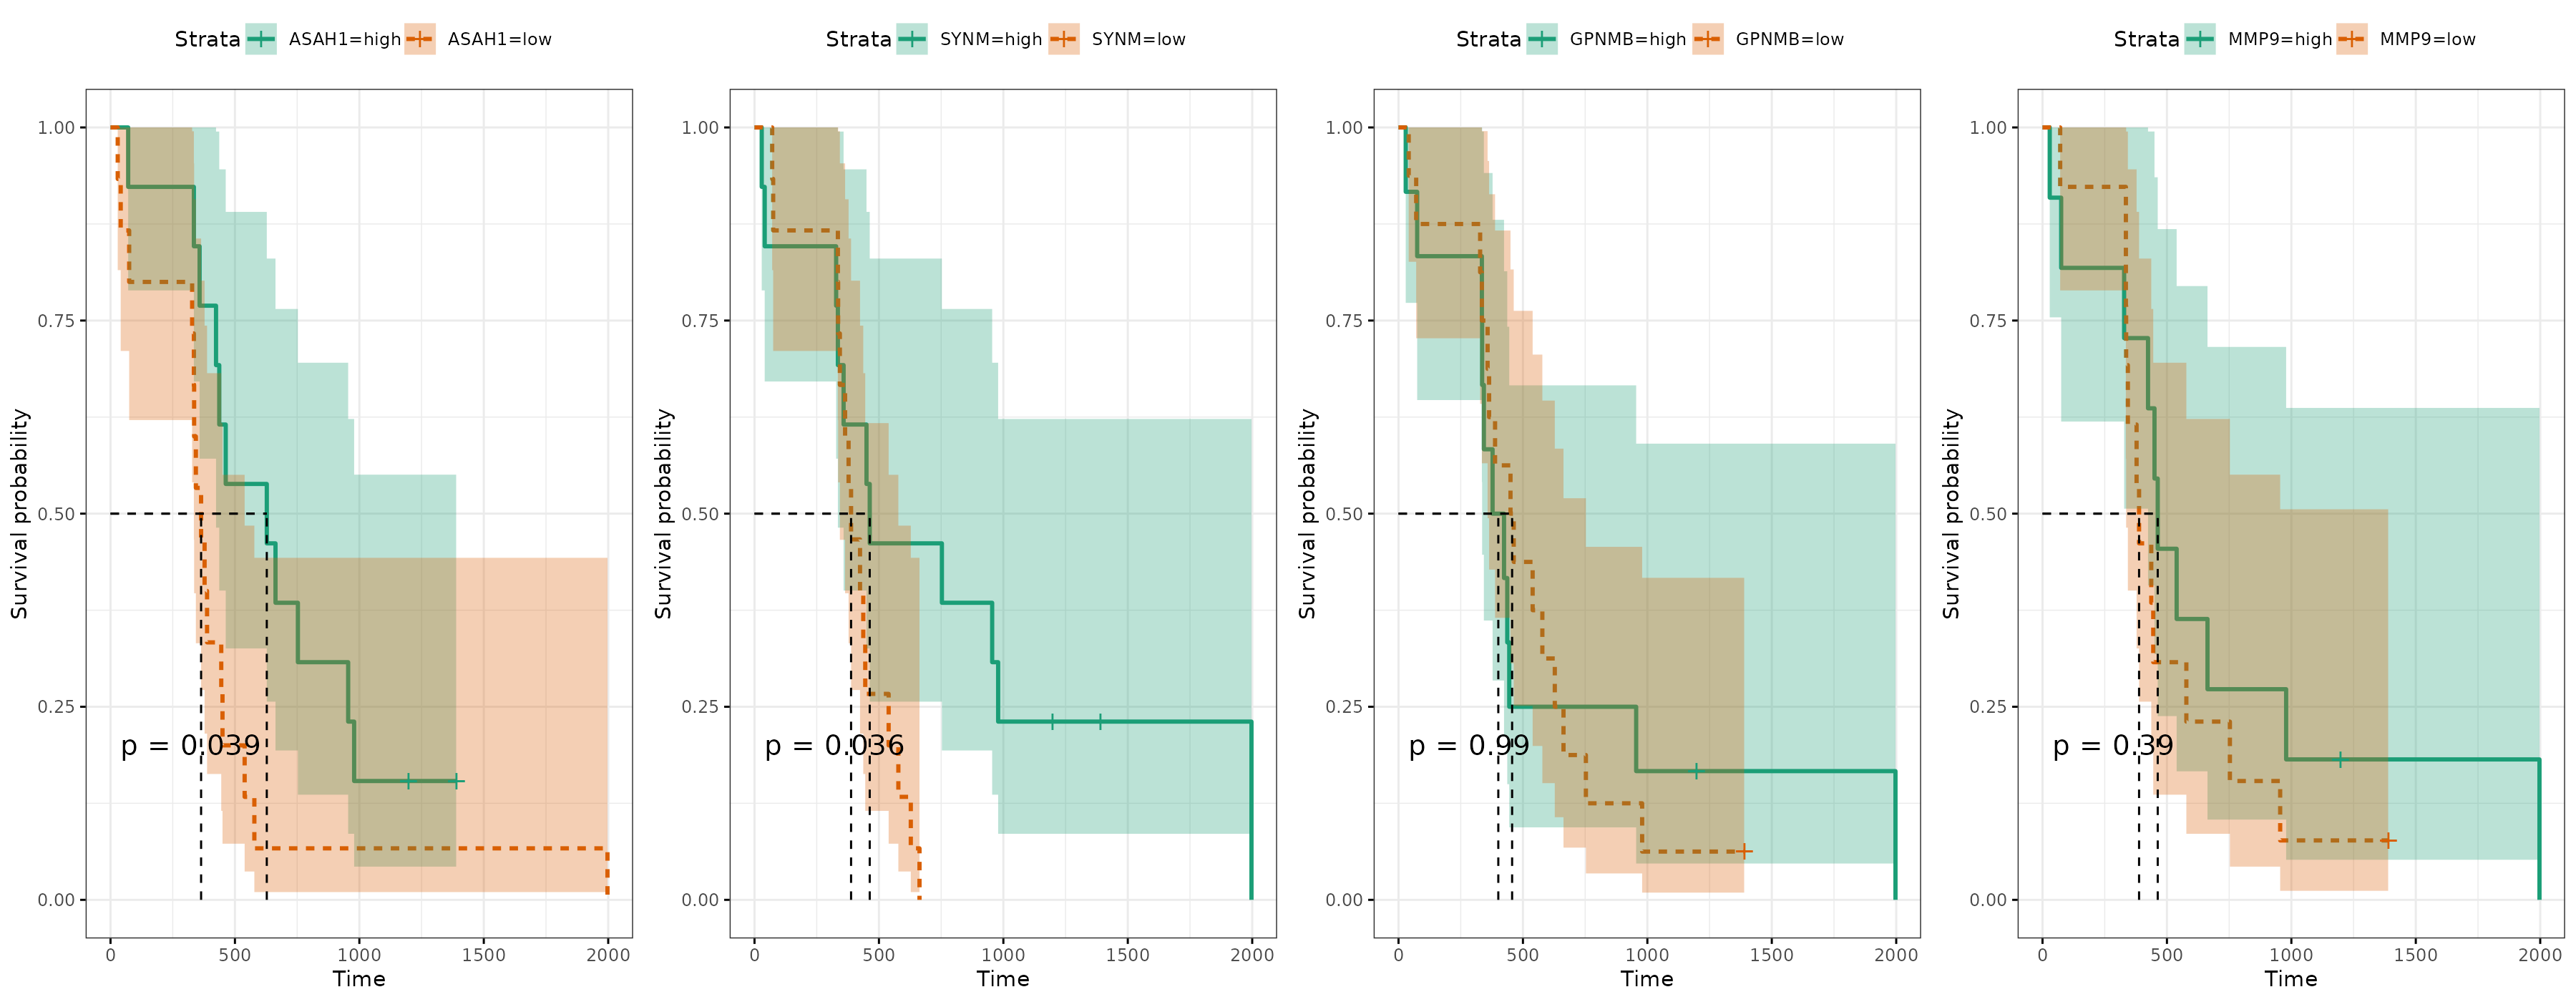 Strata ASAH1=high ASAH1=low
Survival probability
1.00
0.75
0.50
0.25
0.00
p = 0.039
0 500 1000 1500 2000
Time
Strata SYNM=high SYNM=low
Survival probability
1.00
0.75
0.50
0.25
0.00
p = 0.036
0 500 1000 1500 2000
Time
Strata GPNMB=high GPNMB=low
Survival probability
1.00
0.75
0.50
0.25
0.00
p = 0.99
0 500 1000 1500 2000
Time
Strata MMP9=high MMP9=low
Survival probability
1.00
0.75
0.50
0.25
0.00
p = 0.39
0 500 1000 1500 2000
Time